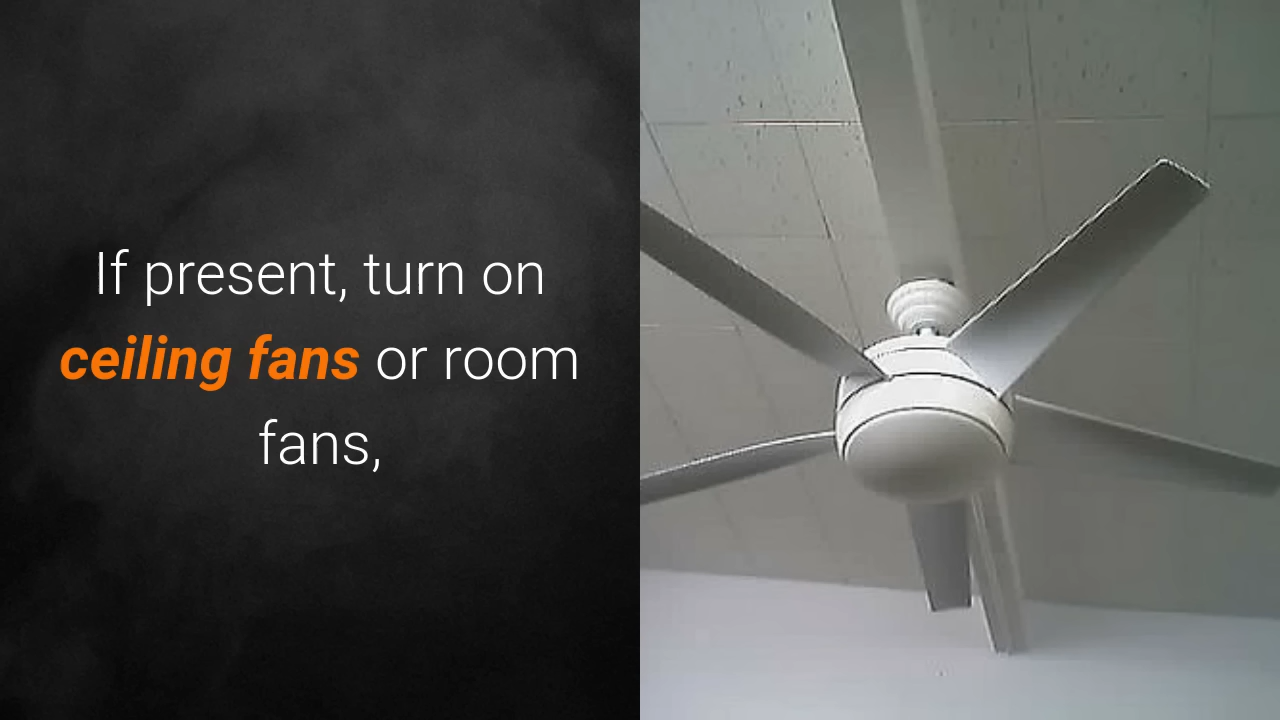 If present, turn on
ceiling fans or room
fans,